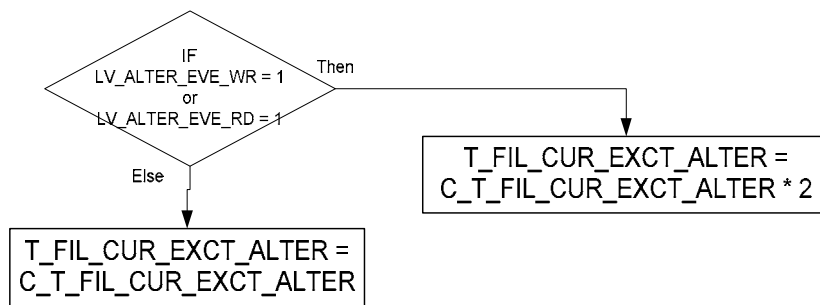 IF
LV_ALTER_EVE_WR = 1
or
LV_ALTER_EVE_RD = 1
Then
T_FIL_CUR_EXCT_ALTER =
C_T_FIL_CUR_EXCT_ALTER * 2
Else
T_FIL_CUR_EXCT_ALTER =
C_T_FIL_CUR_EXCT_ALTER